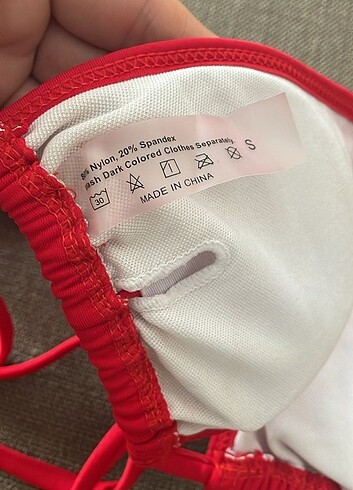 Nylon, 20% Spandex
Dark Colored Clothes Separately.
30
S
MADE IN CHINA